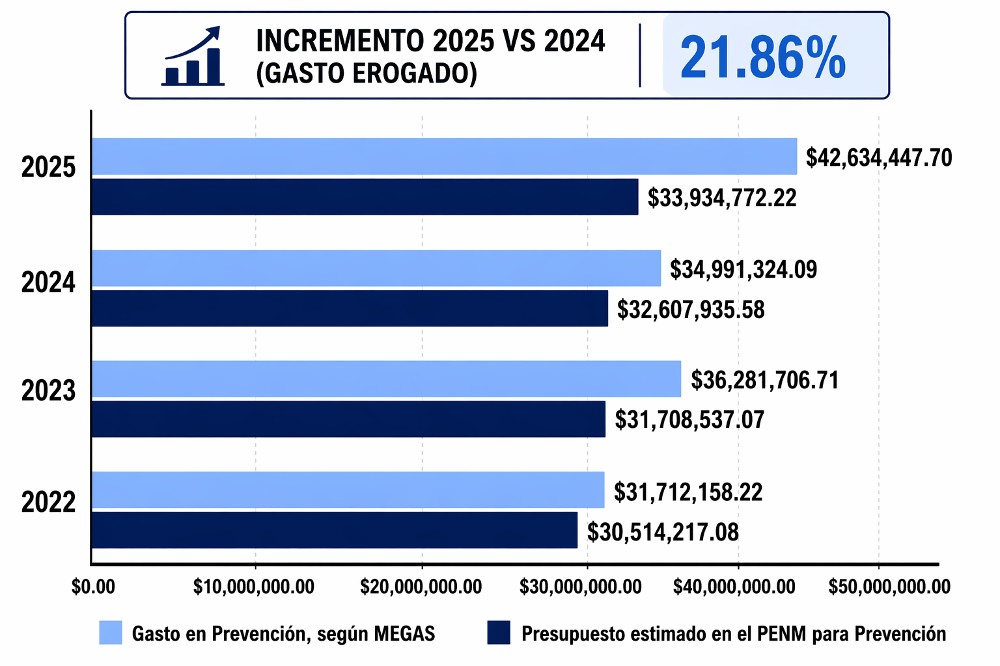 INCREMENTO 2025 VS 2024
(GASTO EROGADO)
21.86%
2025
$42,634,447.70
$33,934,772.22
2024
$34,991,324.09
$32,607,935.58
2023
$36,281,706.71
$31,708,537.07
2022
$31,712,158.22
$30,514,217.08
$0.00 $10,000,000.00 $20,000,000.00 $30,000,000.00 $40,000,000.00 $50,000,000.00
Gasto en Prevención, según MEGAS
Presupuesto estimado en el PENM para Prevención